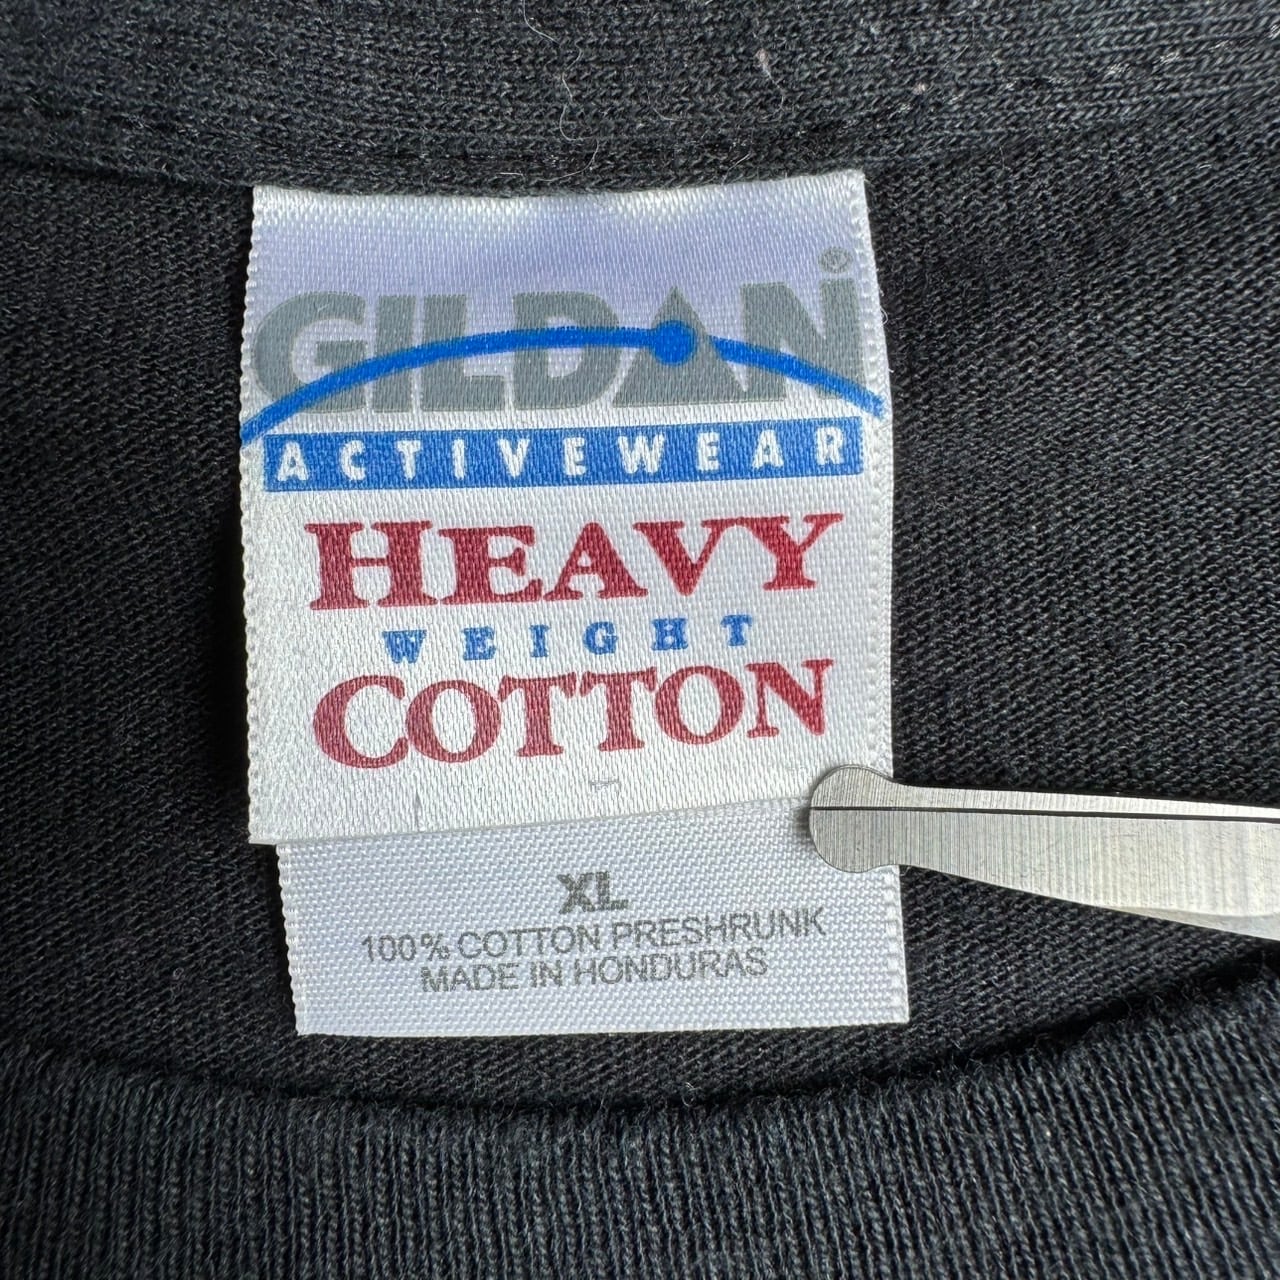 GILDAN®
ACTIVEWEAR
HEAVY
WEIGHT
COTTON
XL
100% COTTON PRESHRUNK
MADE IN HONDURAS